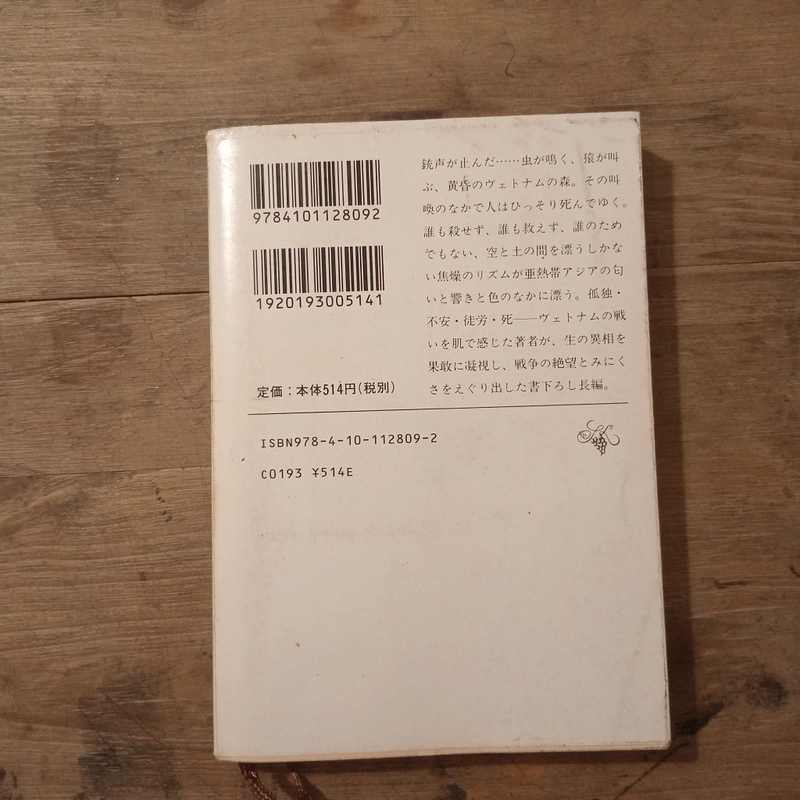 9784101128092
1920193005141
定価：本体514円(税別)
銃声が止んだ……虫が鳴く、猿が叫
ぶ、黄昏のヴェトナムの森。その叫
喚のなかで人はひっそり死んでゆく。
誰も殺せず、誰も救えず、誰のため
でもない、空と土の間を漂うしかな
い焦燥のリズムが亜熱帯アジアの匂
いと響きと色のなかに漂う。孤独・
不安・徒労・死――ヴェトナムの戦
いを肌で感じた著者が、生の異相を
果敢に凝視し、戦争の絶望とみにく
さをえぐり出した書下ろし長編。
ISBN978-4-10-112809-2
C0193 ¥514E